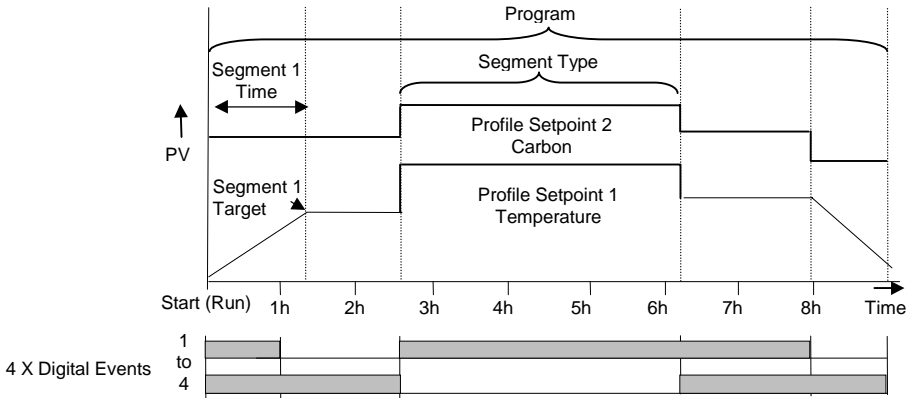 Program
Segment Type
Segment 1
Time
Profile Setpoint 2
Carbon
PV
Segment 1
Target
Profile Setpoint 1
Temperature
Start (Run) 1h 2h 3h 4h 5h 6h 7h 8h Time
4 X Digital Events
1
to
4